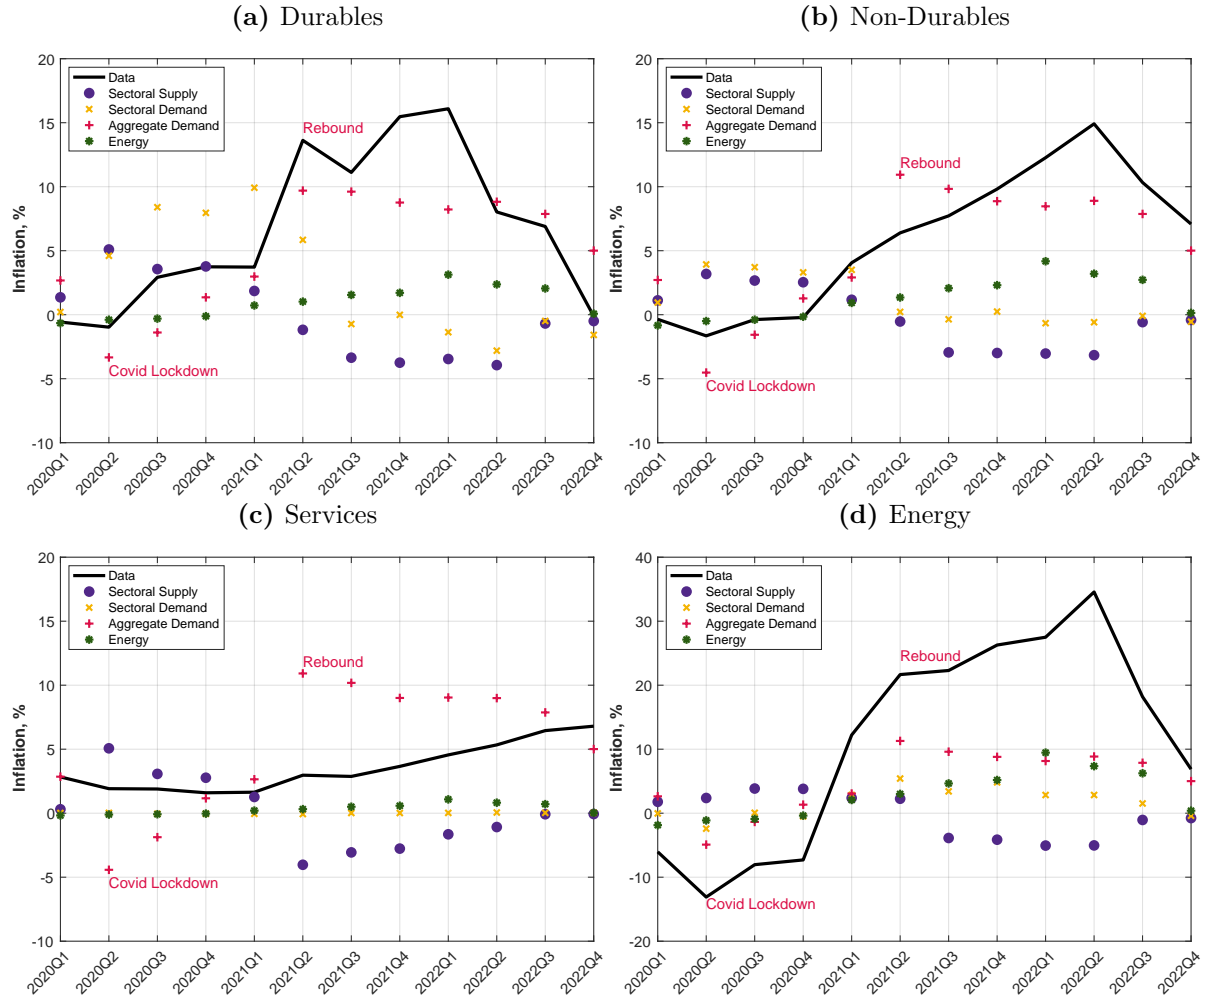 (a) Durables
20
15
10
5
0
-5
-10
Inflation, %
Data
Sectoral Supply
Sectoral Demand
Aggregate Demand
Energy
Rebound
Covid Lockdown
2020Q1
2020Q2
2020Q3
2020Q4
2021Q1
2021Q2
2021Q3
2021Q4
2022Q1
2022Q2
2022Q3
2022Q4
(b) Non-Durables
20
15
10
5
0
-5
-10
Inflation, %
Data
Sectoral Supply
Sectoral Demand
Aggregate Demand
Energy
Rebound
Covid Lockdown
2020Q1
2020Q2
2020Q3
2020Q4
2021Q1
2021Q2
2021Q3
2021Q4
2022Q1
2022Q2
2022Q3
2022Q4
(c) Services
20
15
10
5
0
-5
-10
Inflation, %
Data
Sectoral Supply
Sectoral Demand
Aggregate Demand
Energy
Rebound
Covid Lockdown
2020Q1
2020Q2
2020Q3
2020Q4
2021Q1
2021Q2
2021Q3
2021Q4
2022Q1
2022Q2
2022Q3
2022Q4
(d) Energy
40
30
20
10
0
-10
-20
Inflation, %
Data
Sectoral Supply
Sectoral Demand
Aggregate Demand
Energy
Rebound
Covid Lockdown
2020Q1
2020Q2
2020Q3
2020Q4
2021Q1
2021Q2
2021Q3
2021Q4
2022Q1
2022Q2
2022Q3
2022Q4